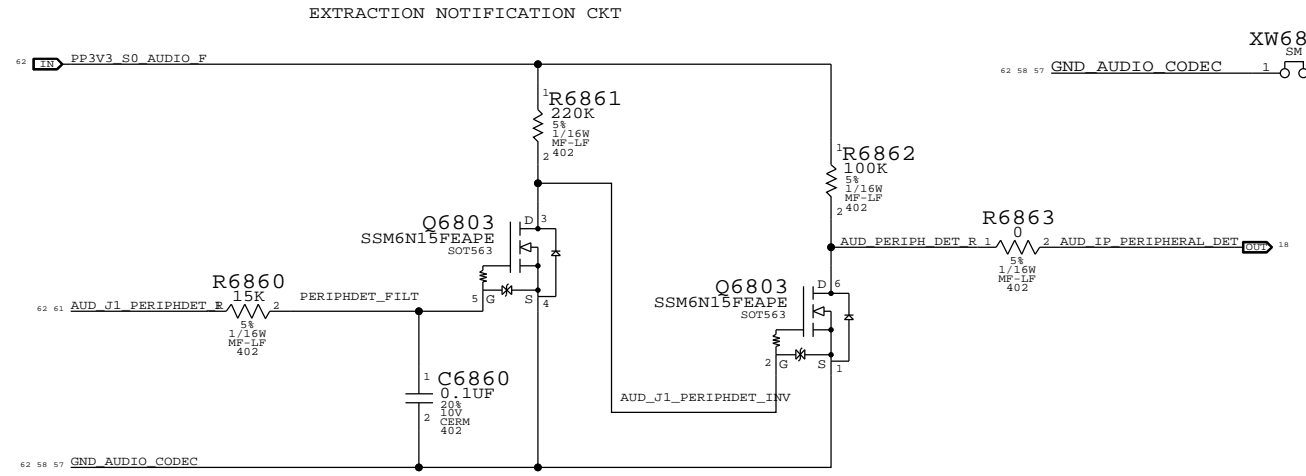 EXTRACTION NOTIFICATION CKT
62 IN PP3V3_S0_AUDIO_F
XW68
SM
62 58 57 GND_AUDIO_CODEC 1
1 R6861
220K
5%
1/16W
MF-LF
2 402
1 R6862
100K
5%
1/16W
MF-LF
2 402
Q6803
SSM6N15FEAPE
SOT563
D 3
5 G S 4
R6863
0
AUD_PERIPH_DET_R 1 2 AUD_IP_PERIPHERAL_DET OUT 18
5%
1/16W
MF-LF
402
R6860
15K
62 61 AUD_J1_PERIPHDET_R 2 PERIPHDET_FILT
5%
1/16W
MF-LF
402
Q6803
SSM6N15FEAPE
SOT563
D 6
2 G S 1
1 C6860
0.1UF
20%
10V
2 CERM
402
AUD_J1_PERIPHDET_INV
62 58 57 GND_AUDIO_CODEC